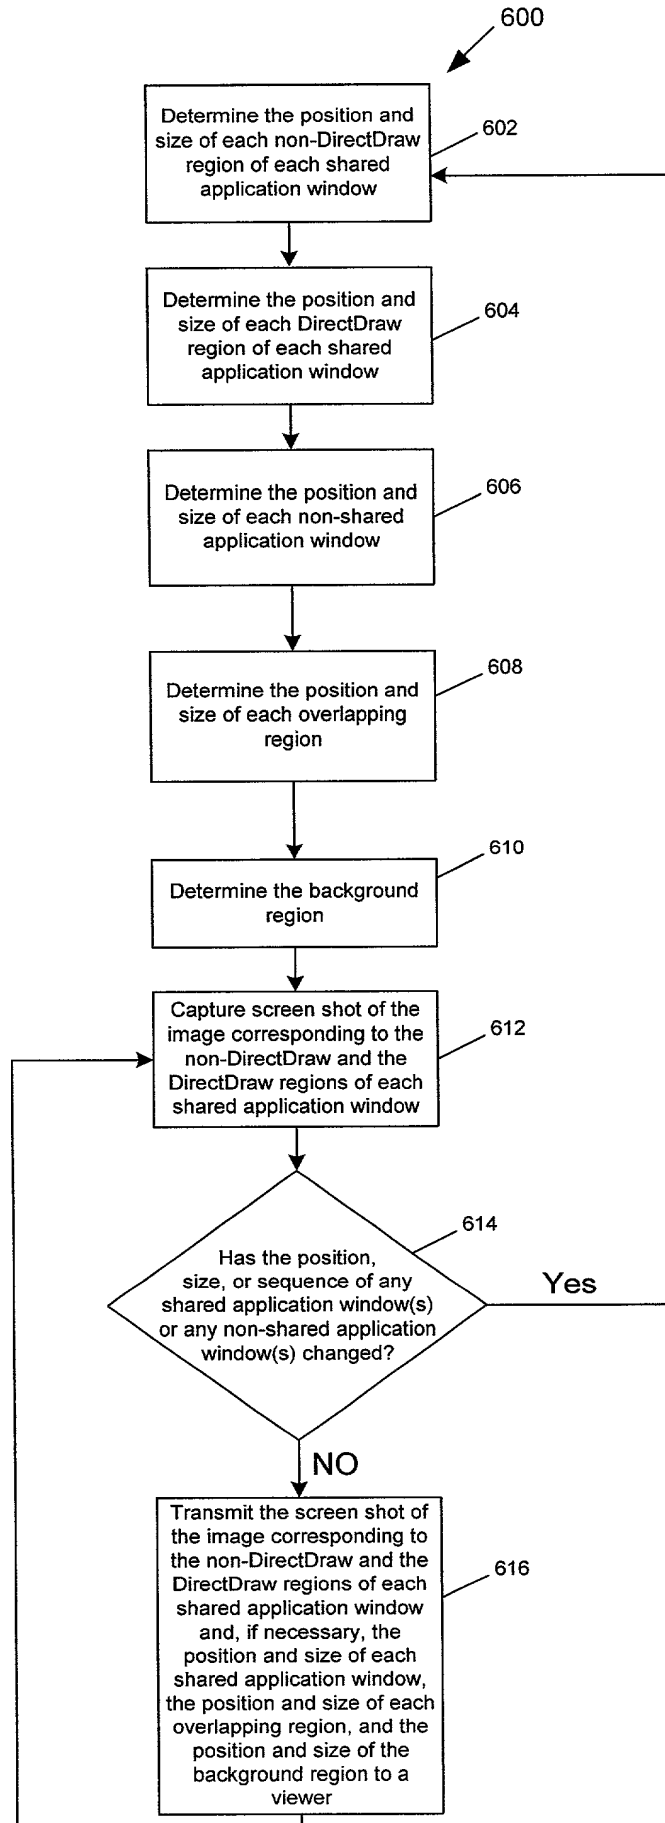 600
Determine the position and
size of each non-DirectDraw
region of each shared
application window
602
Determine the position and
size of each DirectDraw
region of each shared
application window
604
Determine the position and
size of each non-shared
application window
606
Determine the position and
size of each overlapping
region
608
Determine the background
region
610
Capture screen shot of the
image corresponding to the
non-DirectDraw and the
DirectDraw regions of each
shared application window
612
Has the position,
size, or sequence of any
shared application window(s)
or any non-shared application
window(s) changed?
614
Yes
NO
Transmit the screen shot of
the image corresponding to
the non-DirectDraw and the
DirectDraw regions of each
shared application window
and, if necessary, the
position and size of each
shared application window,
the position and size of each
overlapping region, and the
position and size of the
background region to a
viewer
616